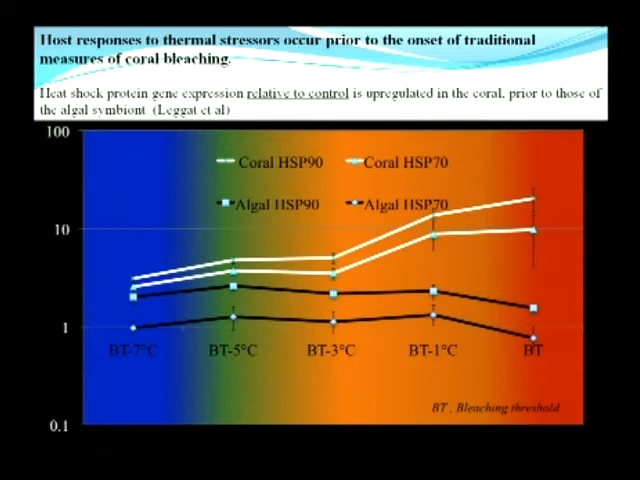 Host responses to thermal stressors occur prior to the onset of traditional
measures of coral bleaching.
Heat shock protein gene expression relative to control is upregulated in the coral, prior to those of
the algal symbiont (Leggat et al)
100
Coral HSP90 Coral HSP70
Algal HSP90 Algal HSP70
10
1
BT-7°C BT-5°C BT-3°C BT-1°C BT
BT , Bleaching threshold
0.1